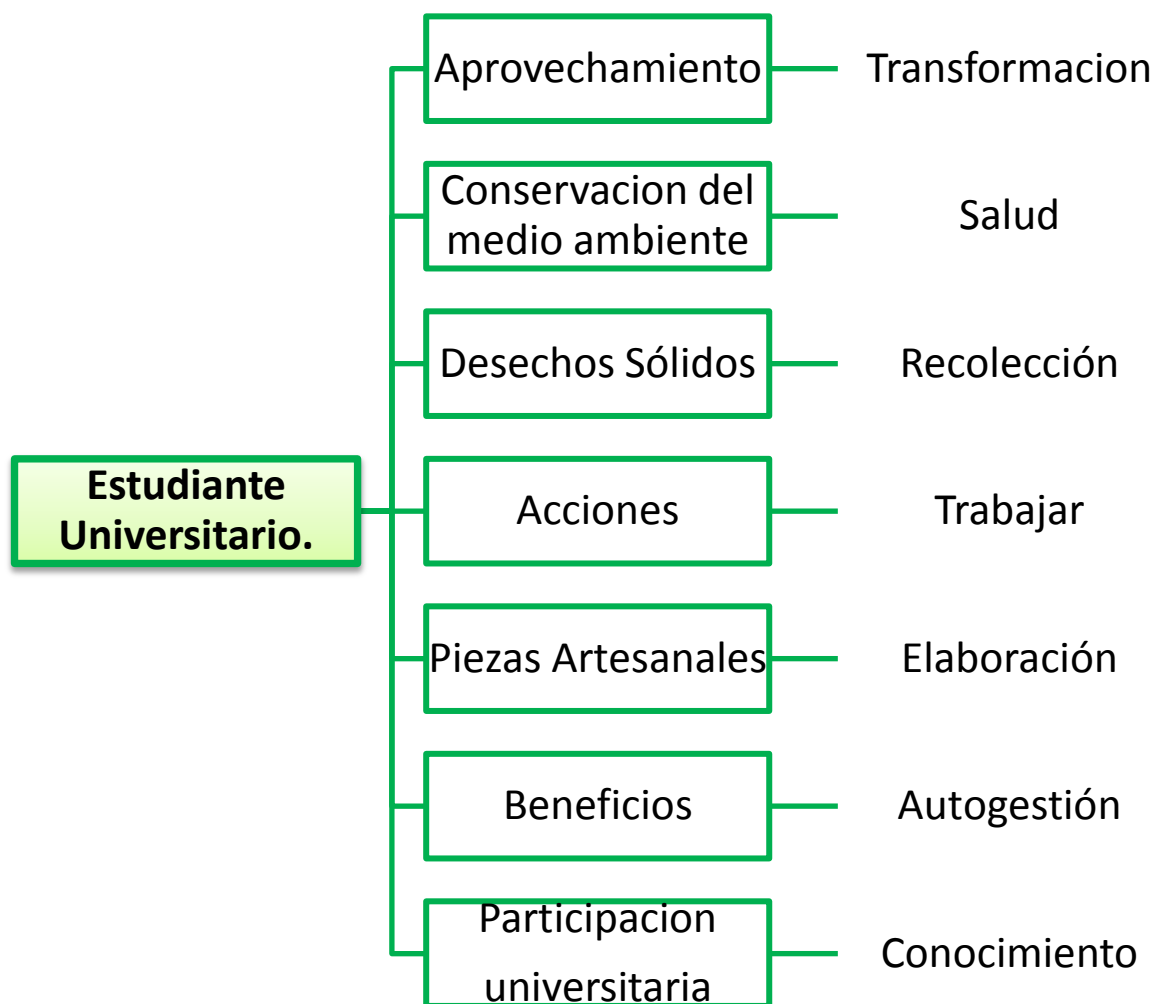 Aprovechamiento
Transformacion
Conservacion del
medio ambiente
Salud
Desechos Sólidos
Recolección
Estudiante
Universitario.
Acciones
Trabajar
Piezas Artesanales
Elaboración
Beneficios
Autogestión
Participacion
universitaria
Conocimiento